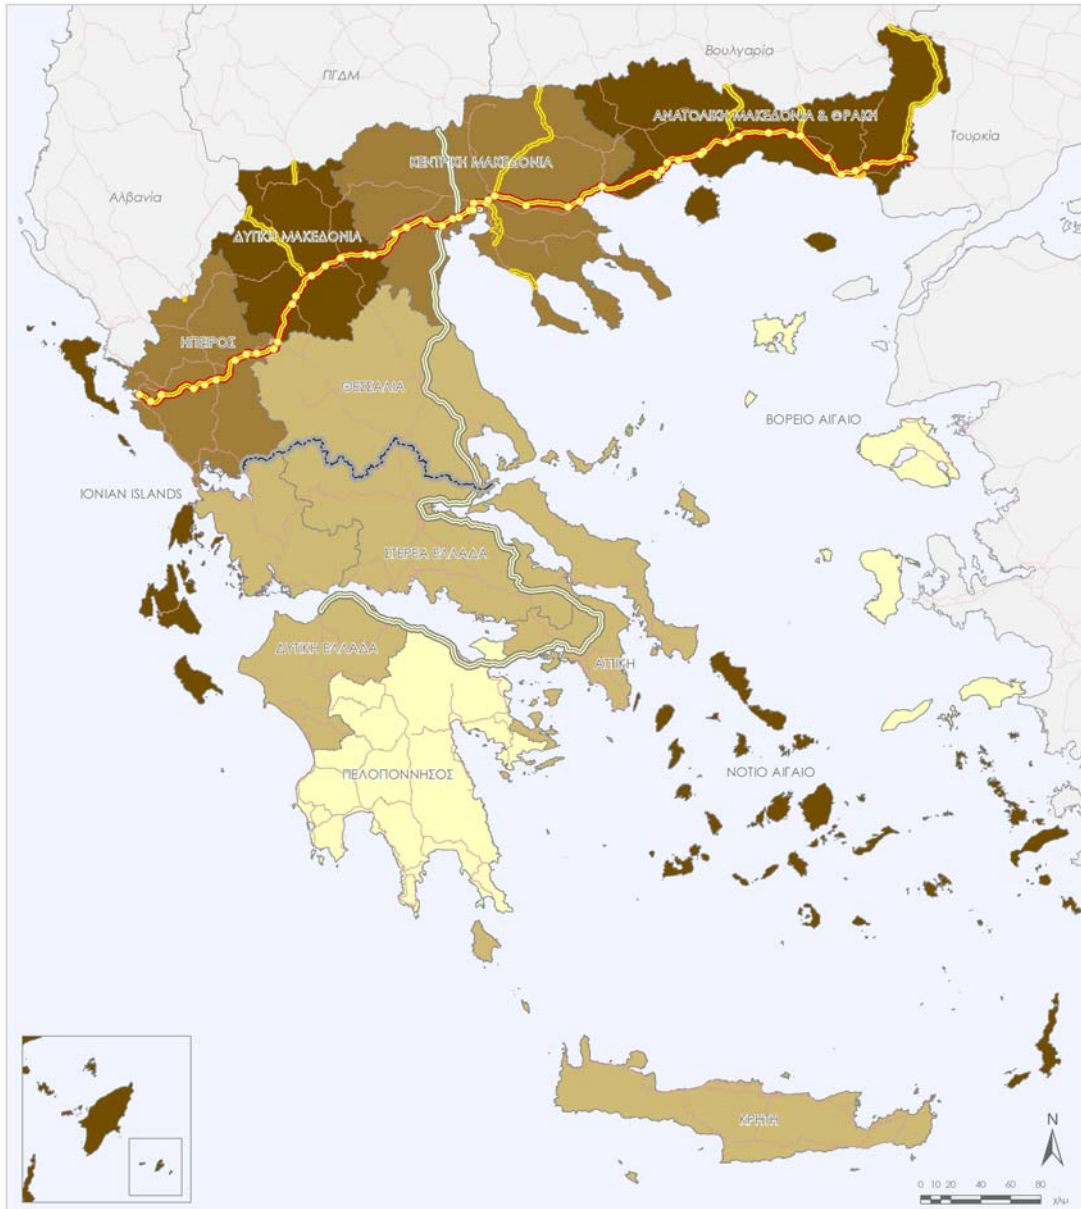 Βουλγαρία
ΠΓΔΜ
ΑΝΑΤΟΛΙΚΗ ΜΑΚΕΔΟΝΙΑ & ΘΡΑΚΗ
Τουρκία
ΚΕΝΤΡΙΚΗ ΜΑΚΕΔΟΝΙΑ
Αλβανία
ΔΥΤΙΚΗ ΜΑΚΕΔΟΝΙΑ
ΗΠΕΙΡΟΣ
ΘΕΣΣΑΛΙΑ
ΒΟΡΕΙΟ ΑΙΓΑΙΟ
IONIAN ISLANDS
ΣΤΕΡΕΑ ΕΛΛΑΔΑ
ΔΥΤΙΚΗ ΕΛΛΑΔΑ
ΑΤΤΙΚΗ
ΝΟΤΙΟ ΑΙΓΑΙΟ
ΠΕΛΟΠΟΝΝΗΣΟΣ
ΚΡΗΤΗ
N
0 10 20 40 60 80
χλμ